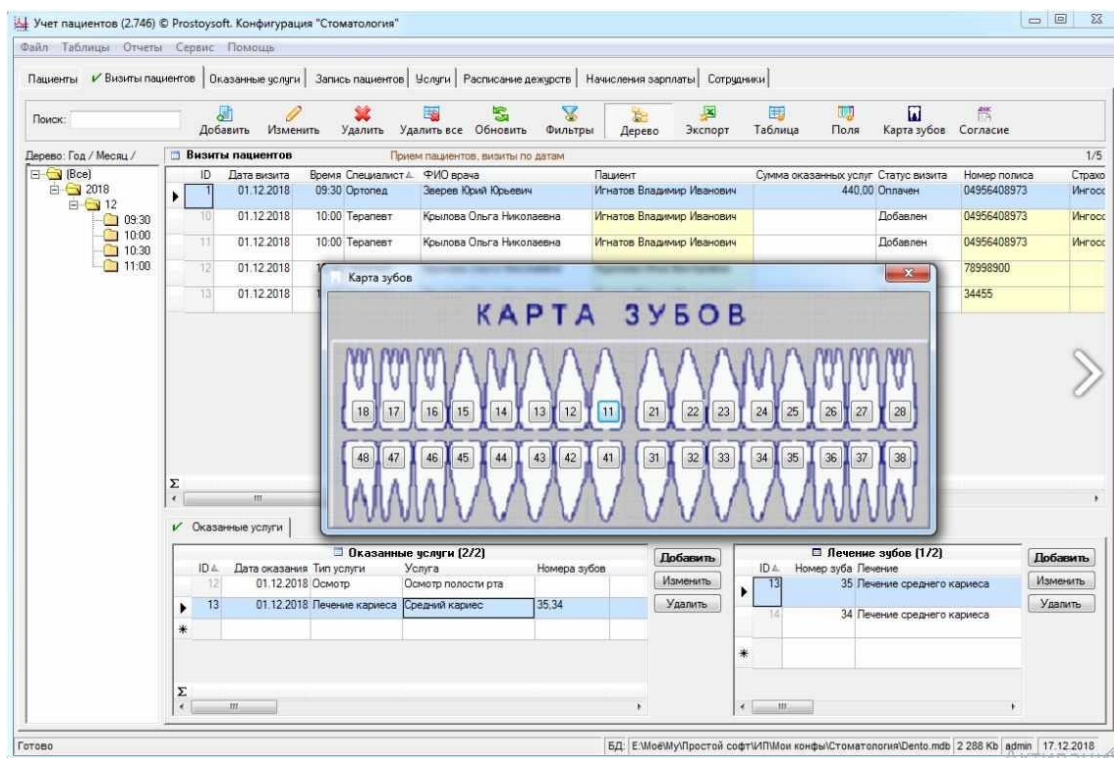 Учет пациентов (2.746) © Prostoysoft. Конфигурация "Стоматология"
Файл Таблицы Отчеты Сервис Помощь
Пациенты Визиты пациентов Оказанные услуги Запись пациентов Услуги Расписание дежурств Начисления зарплаты Сотрудники
Поиск: Добавить Изменить Удалить Удалить все Обновить Фильтры Дерево Экспорт Таблица Поля Карта зубов Согласие
Дерево: Год / Месяц / Визиты пациентов Прием пациентов, визиты по датам 1/5
(Все)
2018
12
09:30
10:00
10:30
11:00
ID Дата визита Время Специалист ФИО врача Пациент Сумма оказанных услуг Статус визита Номер полиса Страхо
1 01.12.2018 09:30 Ортопед Зверев Юрий Юрьевич Игнатов Владимир Иванович 440,00 Оплачен 04956408973 Ингосс
10 01.12.2018 10:00 Терапевт Крылова Ольга Николаевна Игнатов Владимир Иванович Добавлен 04956408973 Ингосс
11 01.12.2018 10:00 Терапевт Крылова Ольга Николаевна Игнатов Владимир Иванович Добавлен 04956408973 Ингосс
12 01.12.2018 1 78998900
13 01.12.2018 1 34455
Карта зубов
КАРТА ЗУБОВ
18 17 16 15 14 13 12 11 21 22 23 24 25 26 27 28
48 47 46 45 44 43 42 41 31 32 33 34 35 36 37 38
Σ
Оказанные услуги
Оказанные услуги (2/2)
ID Дата оказания Тип услуги Услуга Номера зубов
12 01.12.2018 Осмотр Осмотр полости рта
13 01.12.2018 Лечение кариеса Средний кариес 35,34
Σ
Добавить
Изменить
Удалить
Лечение зубов (1/2)
ID Номер зуба Лечение
13 35 Лечение среднего кариеса
14 34 Лечение среднего кариеса
Добавить
Изменить
Удалить
Готово БД: E:\Моё\My\Простой софт\ИП\Мои конфы\Стоматология\Dento.mdb 2 288 Kb admin 17.12.2018